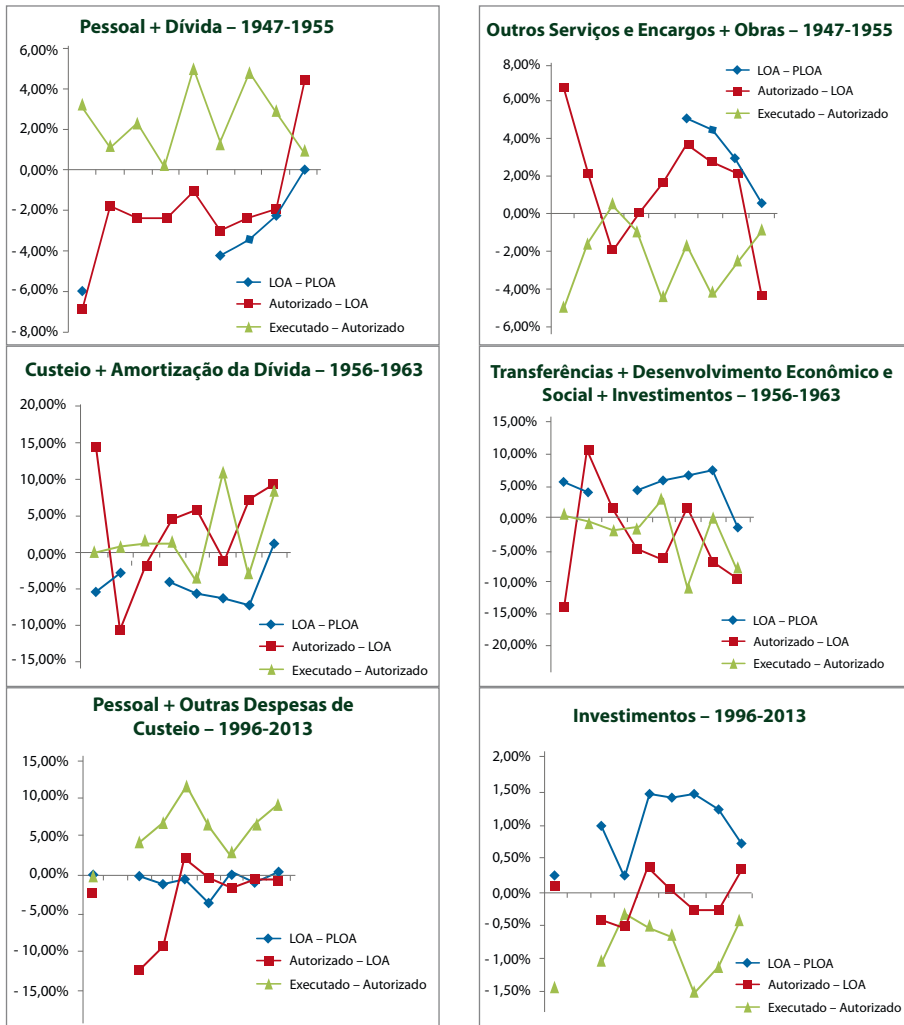 Pessoal + Dívida – 1947-1955
6,00%
4,00%
2,00%
0,00%
- 2,00%
- 4,00%
- 6,00%
- 8,00%
LOA – PLOA
Autorizado – LOA
Executado – Autorizado
Outros Serviços e Encargos + Obras – 1947-1955
8,00%
6,00%
4,00%
2,00%
0,00%
- 2,00%
- 4,00%
- 6,00%
LOA – PLOA
Autorizado – LOA
Executado – Autorizado
Custeio + Amortização da Dívida – 1956-1963
20,00%
15,00%
10,00%
5,00%
0,00%
- 5,00%
- 10,00%
- 15,00%
LOA – PLOA
Autorizado – LOA
Executado – Autorizado
Transferências + Desenvolvimento Econômico e
Social + Investimentos – 1956-1963
15,00%
10,00%
5,00%
0,00%
- 5,00%
- 10,00%
- 15,00%
- 20,00%
LOA – PLOA
Autorizado – LOA
Executado – Autorizado
Pessoal + Outras Despesas de
Custeio – 1996-2013
15,00%
10,00%
5,00%
0,00%
- 5,00%
- 10,00%
- 15,00%
LOA – PLOA
Autorizado – LOA
Executado – Autorizado
Investimentos – 1996-2013
2,00%
1,50%
1,00%
0,50%
0,00%
- 0,50%
- 1,00%
- 1,50%
LOA – PLOA
Autorizado – LOA
Executado – Autorizado